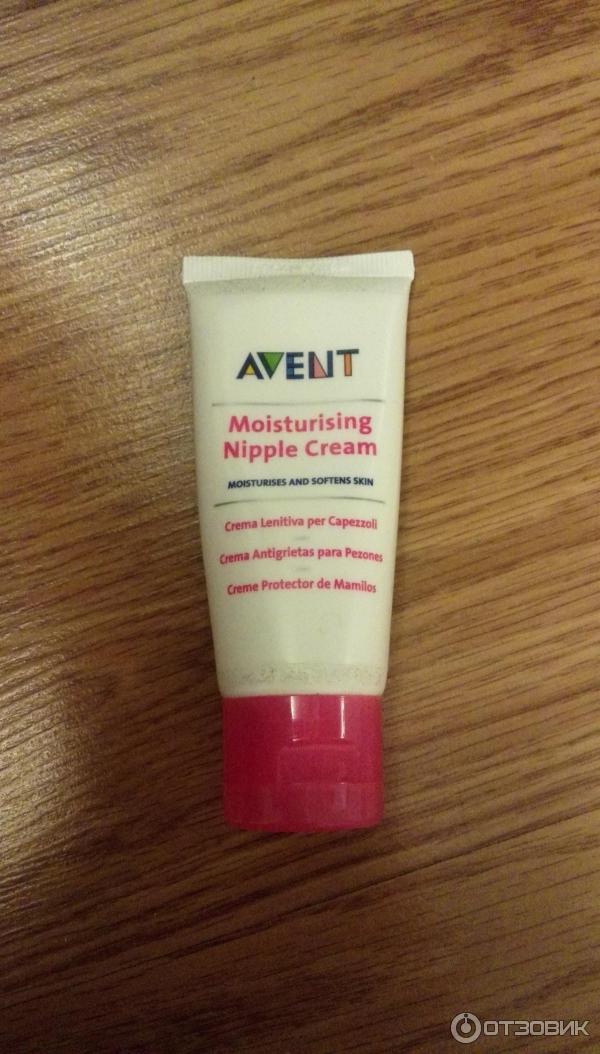 AVENT
Moisturising
Nipple Cream
MOISTURISES AND SOFTENS SKIN
Crema Lenitiva per Capezzoli
Crema Antigrietas para Pezones
Creme Protector de Mamilos
ОТЗОВИК